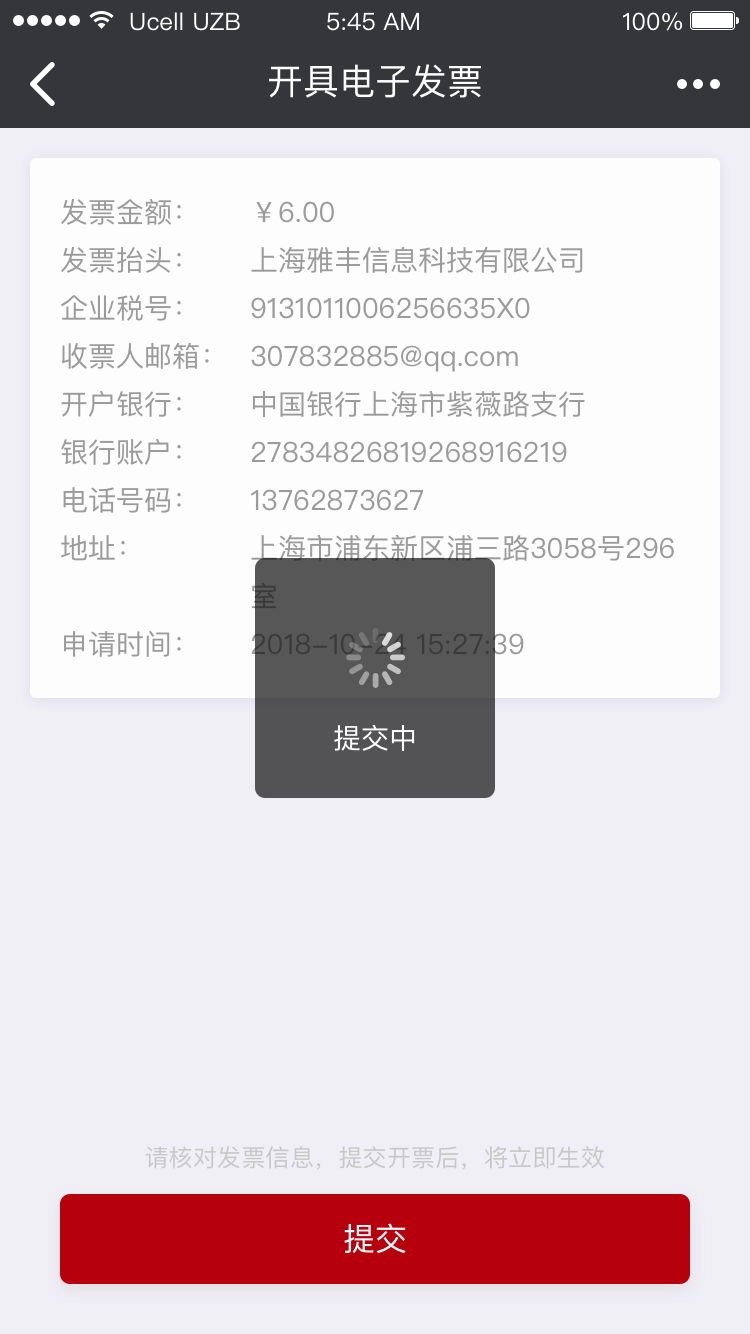 Ucell UZB 5:45 AM 100%
开具电子发票
发票金额： ￥6.00
发票抬头： 上海雅丰信息科技有限公司
企业税号： 9131011006256635X0
收票人邮箱： 307832885@qq.com
开户银行： 中国银行上海市紫薇路支行
银行账户： 27834826819268916219
电话号码： 13762873627
地址： 上海市浦东新区浦三路3058号296
室
申请时间： 2018-10-24 15:27:39
提交中
请核对发票信息，提交开票后，将立即生效
提交